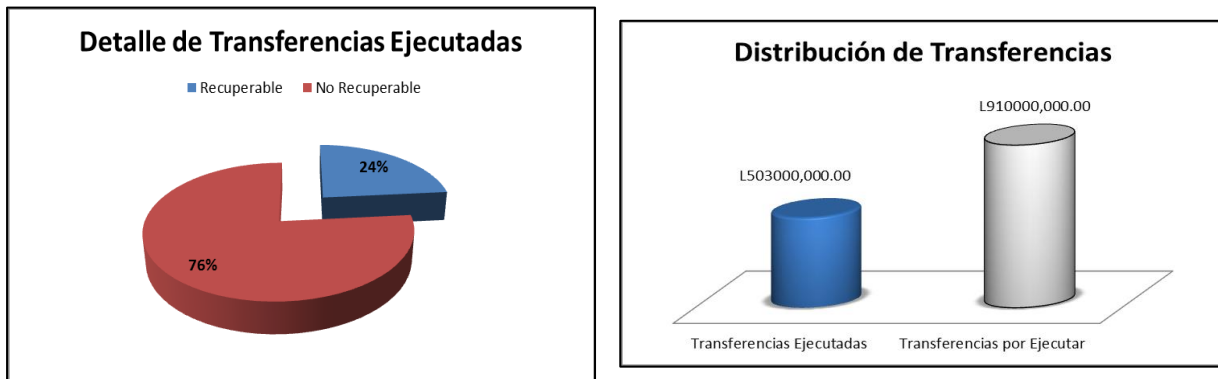 Detalle de Transferencias Ejecutadas
Recuperable No Recuperable
24%
76%
Distribución de Transferencias
L910000,000.00
L503000,000.00
Transferencias Ejecutadas Transferencias por Ejecutar